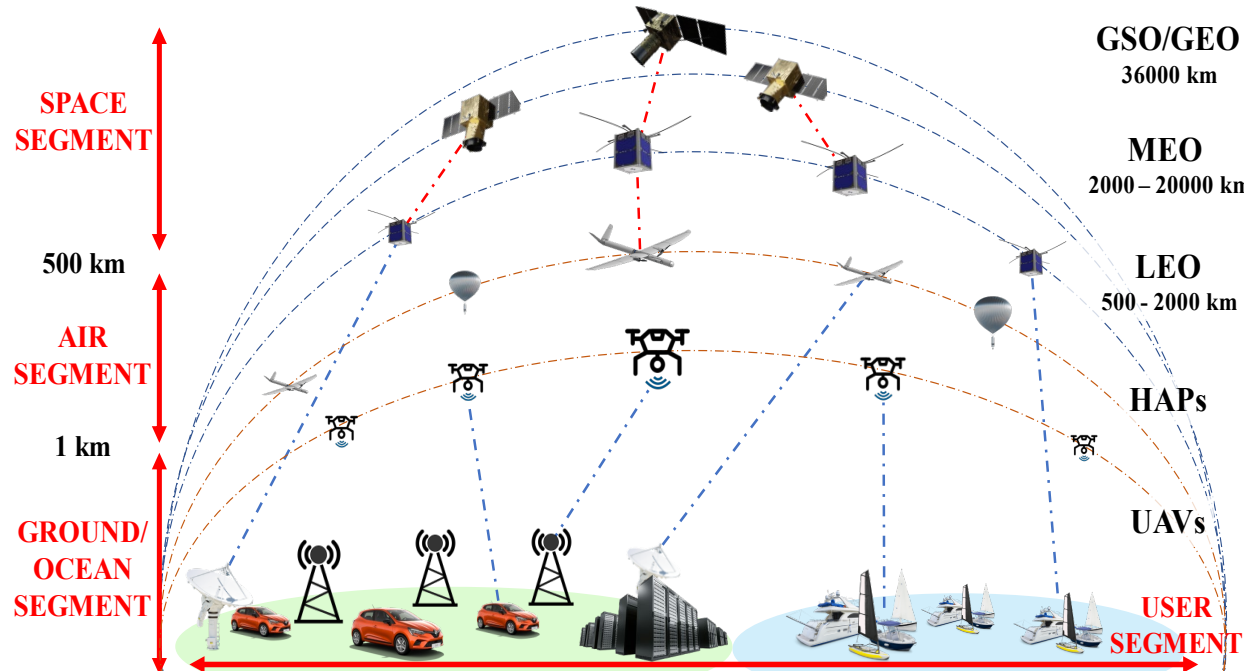 GSO/GEO
36000 km
SPACE
SEGMENT
MEO
2000 – 20000 km
500 km
LEO
500 - 2000 km
AIR
SEGMENT
HAPs
1 km
UAVs
GROUND/
OCEAN
SEGMENT
USER
SEGMENT